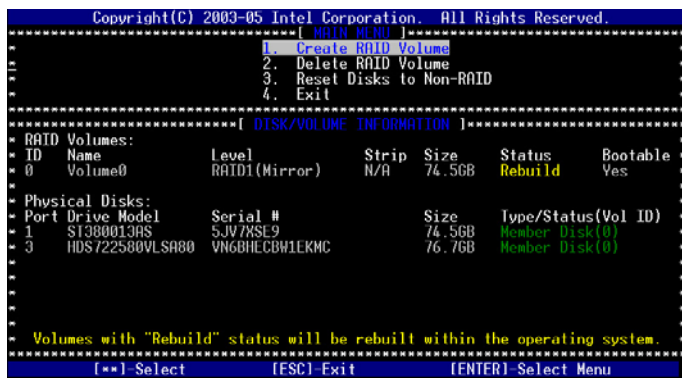 Copyright(C) 2003-05 Intel Corporation. All Rights Reserved.
[ MAIN MENU ]
1. Create RAID Volume
2. Delete RAID Volume
3. Reset Disks to Non-RAID
4. Exit
[ DISK/VOLUME INFORMATION ]
RAID Volumes:
ID Name Level Strip Size Status Bootable
0 Volume0 RAID1(Mirror) N/A 74.5GB Rebuild Yes
Physical Disks:
Port Drive Model Serial # Size Type/Status(Vol ID)
1 ST380013AS 5JV7XSE9 74.5GB Member Disk(0)
3 HDS722580VLSA80 VN6BHECBW1EKMC 76.7GB Member Disk(0)
Volumes with "Rebuild" status will be rebuilt within the operating system.
[**]-Select [ESC]-Exit [ENTER]-Select Menu